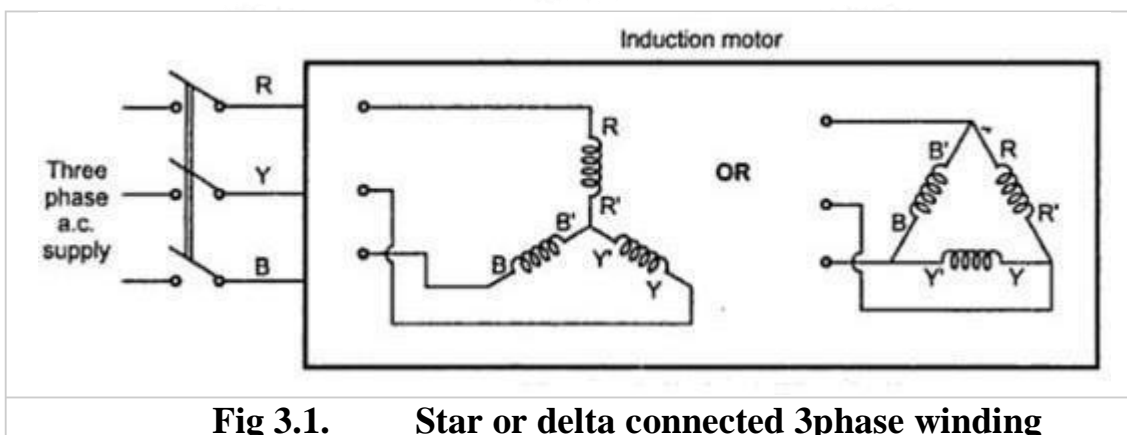 Induction motor
R
Y
B
Three
phase
a.c.
supply
R
R'
B'
B
Y'
Y
OR
B'
R
B
R'
Y'
Y
Fig 3.1. Star or delta connected 3phase winding